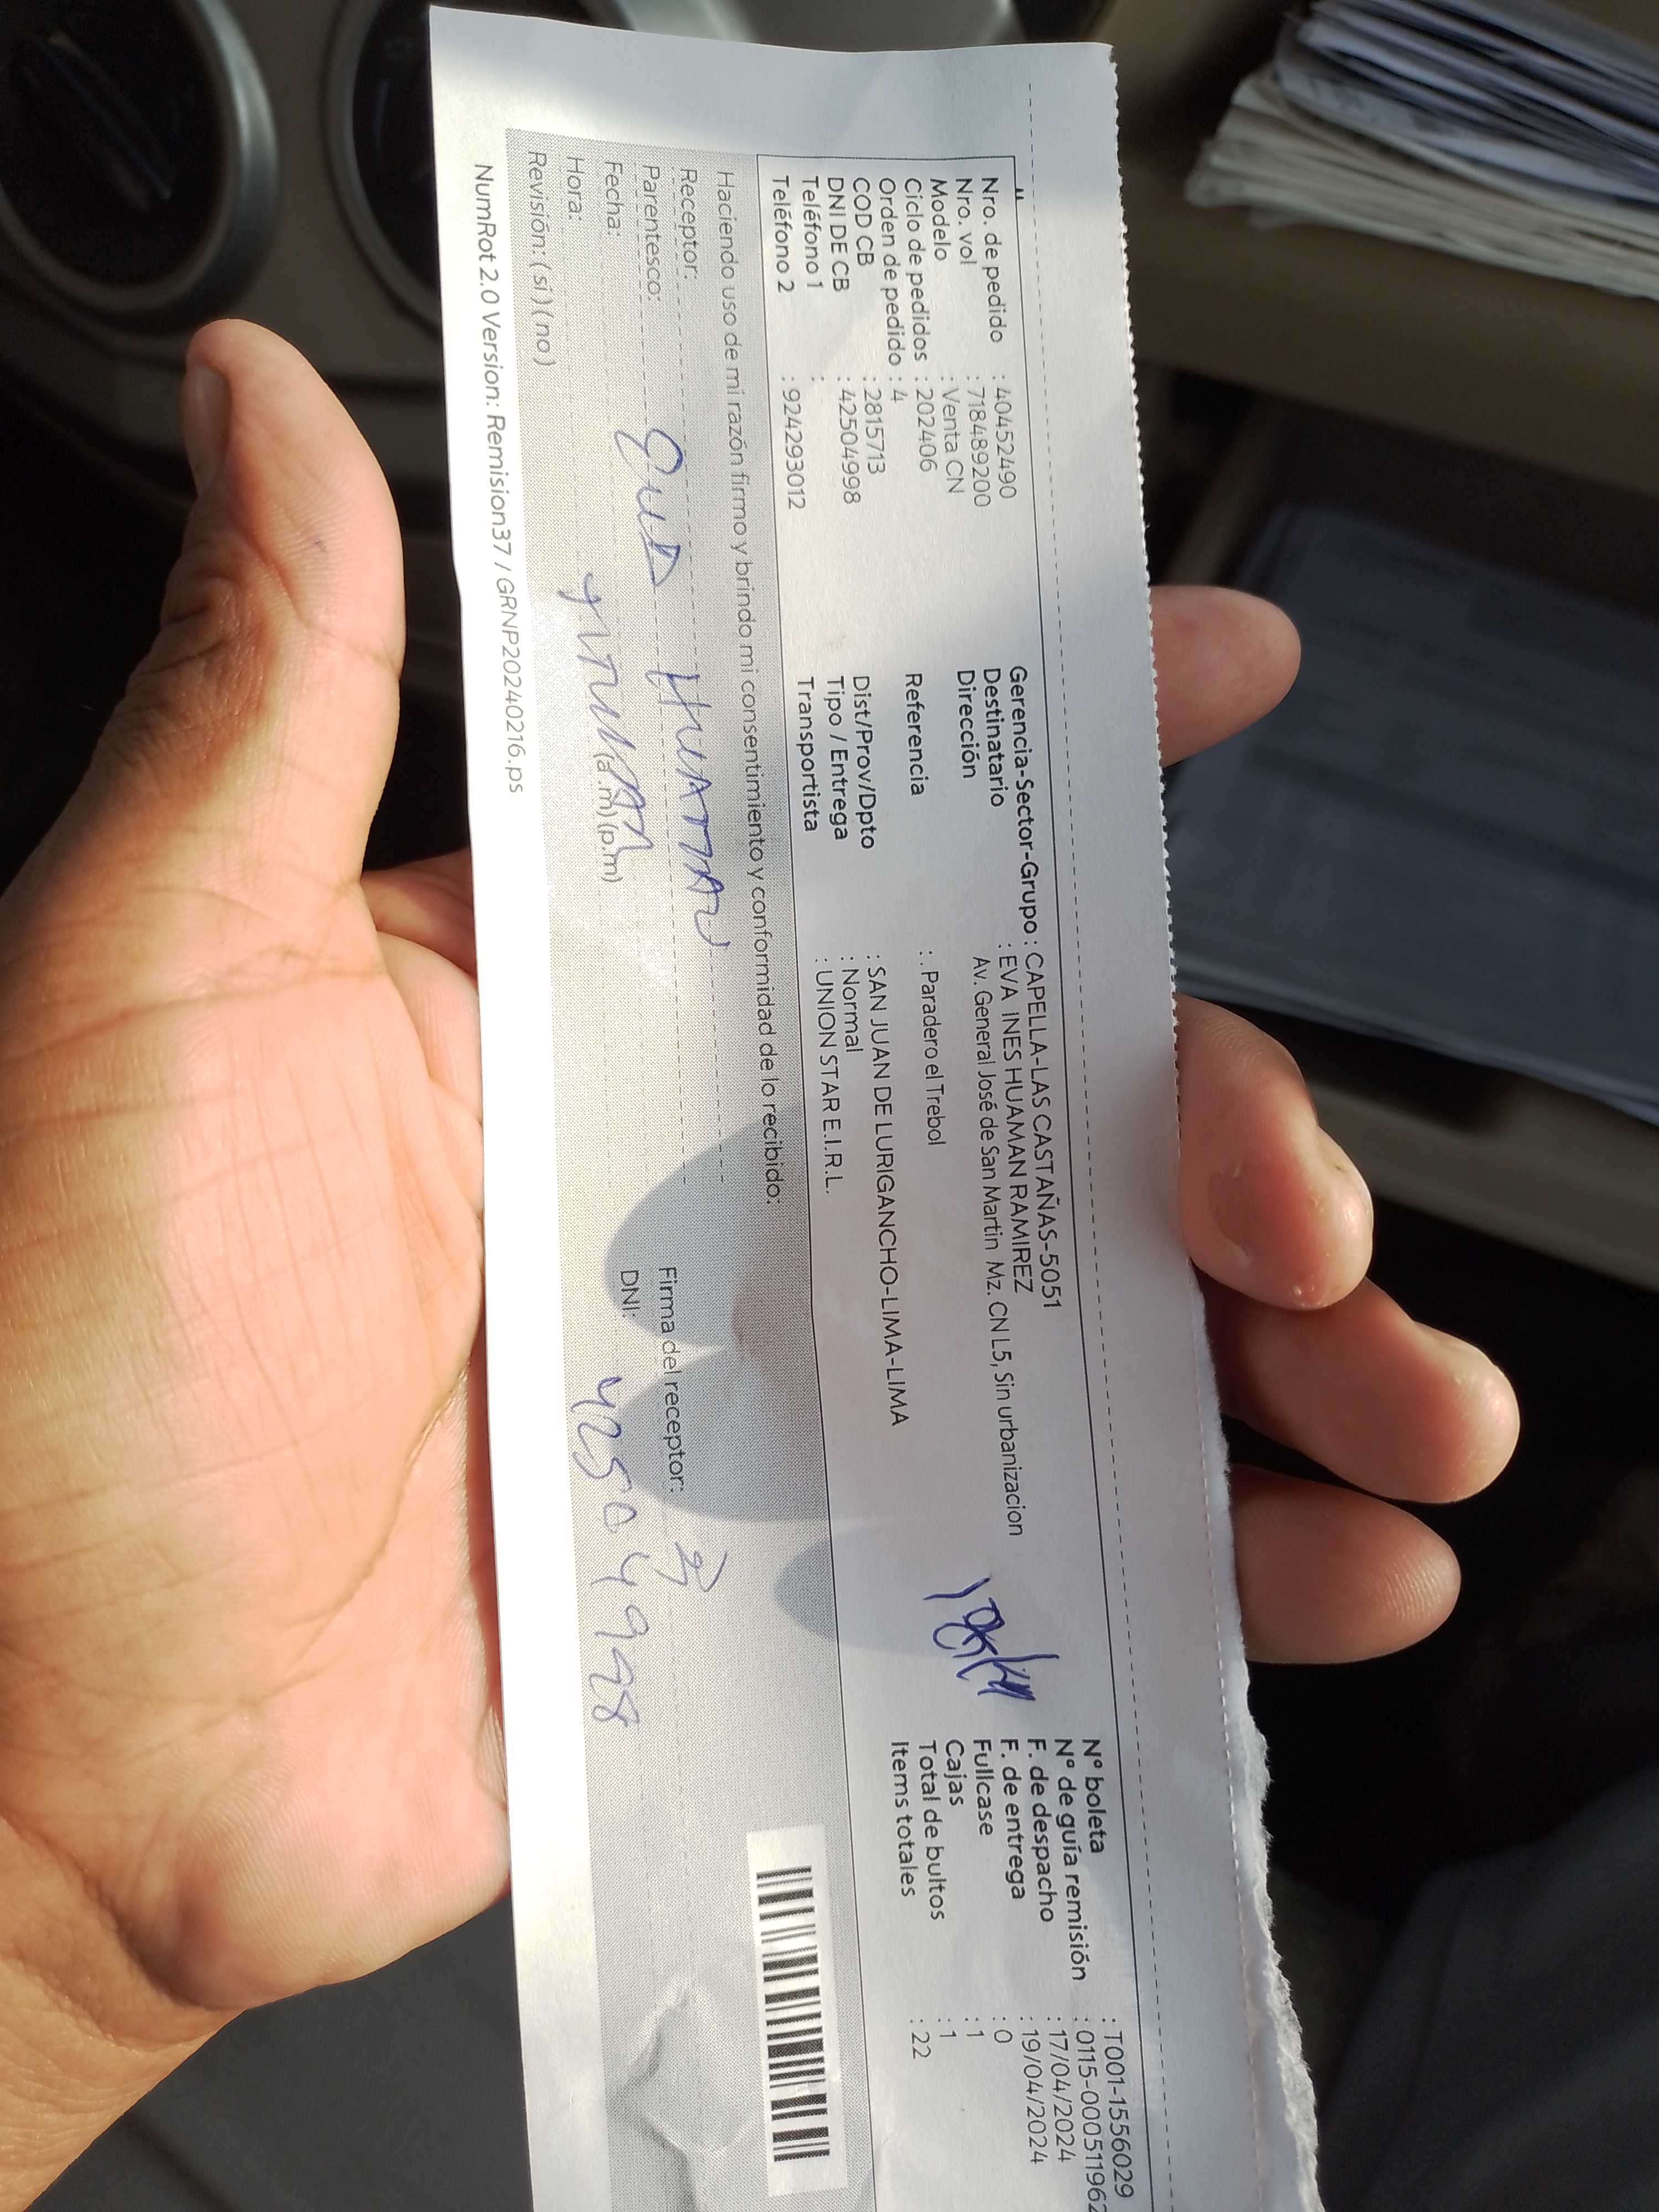 Nro. de pedido : 40452490
Nro. vol : 718489200
Modelo : Venta CN
Ciclo de pedidos : 202406
Orden de pedido : 4
COD CB : 2815713
DNI DE CB : 42504998
Teléfono 1 :
Teléfono 2 : 924293012
Gerencia-Sector-Grupo : CAPELLA-LAS CASTAÑAS-5051
Destinatario : EVA INES HUAMAN RAMIREZ
Dirección Av. General José de San Martin Mz. CN L5, Sin urbanizacion
Referencia : . Paradero el Trebol
Dist/Prov/Dpto : SAN JUAN DE LURIGANCHO-LIMA-LIMA
Tipo / Entrega : Normal
Transportista : UNION STAR E.I.R.L.
N° boleta : T001-1556029
N° de guía remisión : 0115-000511962
F. de despacho : 17/04/2024
F. de entrega : 19/04/2024
Fullcase : 0
Cajas : 1
Total de bultos : 1
Items totales : 22
Haciendo uso de mi razón firmo y brindo mi consentimiento y conformidad de lo recibido:
Receptor: HUAMAN
Parentesco:
Fecha:
Hora: (a.m) (p.m)
Revisión: (si) (no)
Firma del receptor:
DNI: 42504998
NumRot 2.0 Version: Remision37 / GRNP20240216.ps